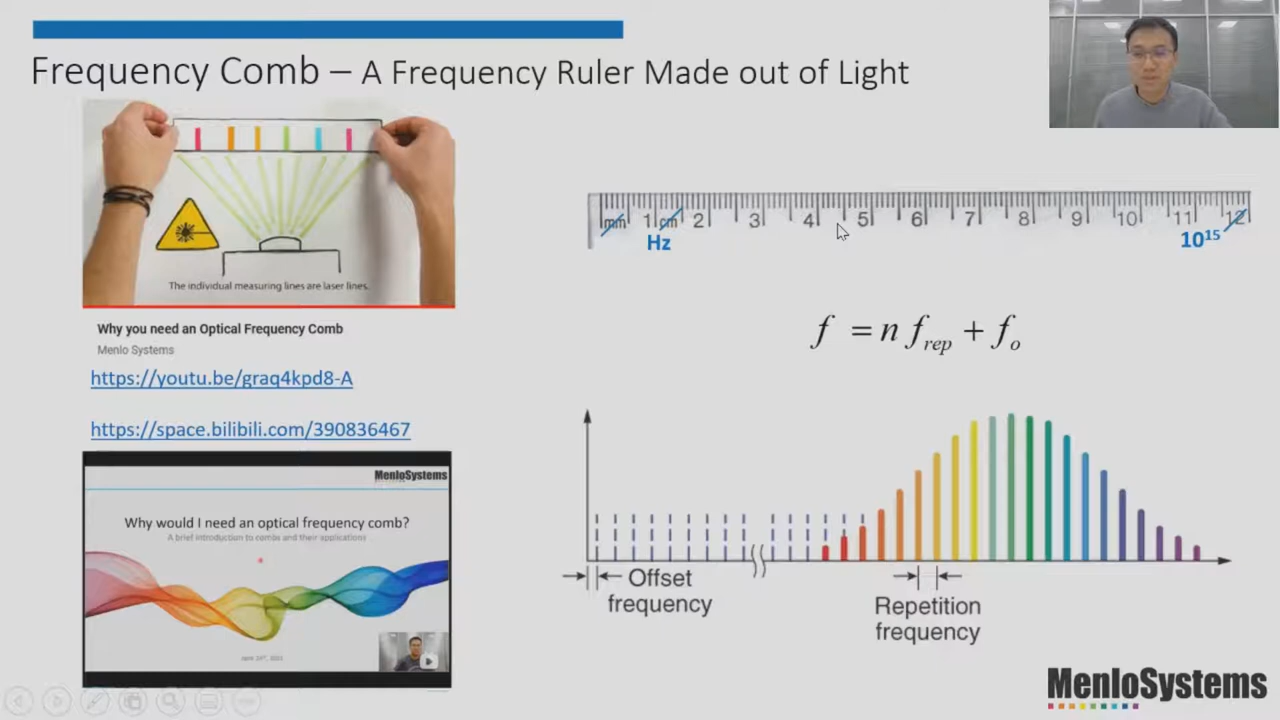 Frequency Comb – A Frequency Ruler Made out of Light
The individual measuring lines are laser lines.
Why you need an Optical Frequency Comb
Menlo Systems
https://youtu.be/graq4kpd8-A
https://space.bilibili.com/390836467
MenloSystems
Why would I need an optical frequency comb?
A brief introduction to combs and their applications
mm 1 cm 2 3 4 5 6 7 8 9 10 11 12
Hz 10¹⁵
f = n f_rep + f_o
Offset
frequency
Repetition
frequency
MenloSystems